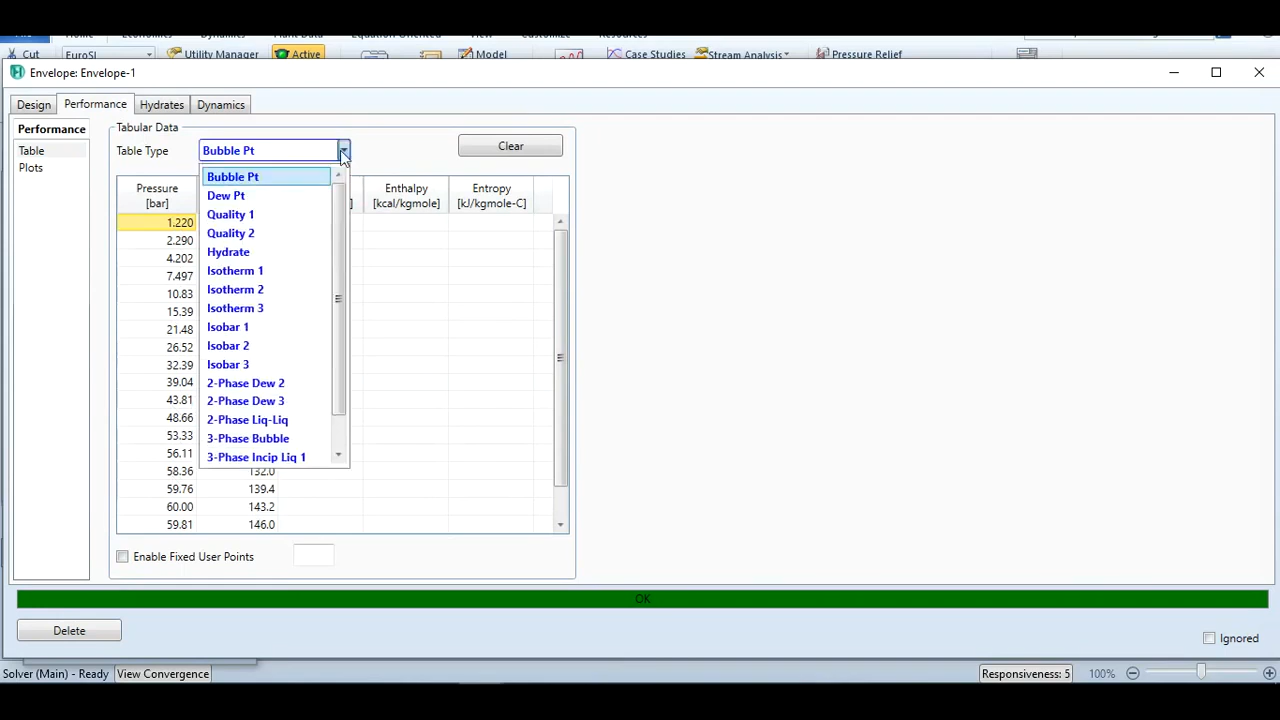 Cut
EuroSI
Utility Manager
Active
Model
Case Studies
Stream Analysis
Pressure Relief
Envelope: Envelope-1
Design
Performance
Hydrates
Dynamics
Performance
Table
Plots
Tabular Data
Table Type
Bubble Pt
Clear
Bubble Pt
Dew Pt
Quality 1
Quality 2
Hydrate
Isotherm 1
Isotherm 2
Isotherm 3
Isobar 1
Isobar 2
Isobar 3
2-Phase Dew 2
2-Phase Dew 3
2-Phase Liq-Liq
3-Phase Bubble
3-Phase Incip Liq 1
Pressure
[bar]
Enthalpy
[kcal/kgmole]
Entropy
[kJ/kgmole-C]
1.220
2.290
4.202
7.497
10.83
15.39
21.48
26.52
32.39
39.04
43.81
48.66
53.33
56.11
58.36 132.0
59.76 139.4
60.00 143.2
59.81 146.0
Enable Fixed User Points
OK
Delete
Ignored
Solver (Main) - Ready
View Convergence
Responsiveness: 5
100%